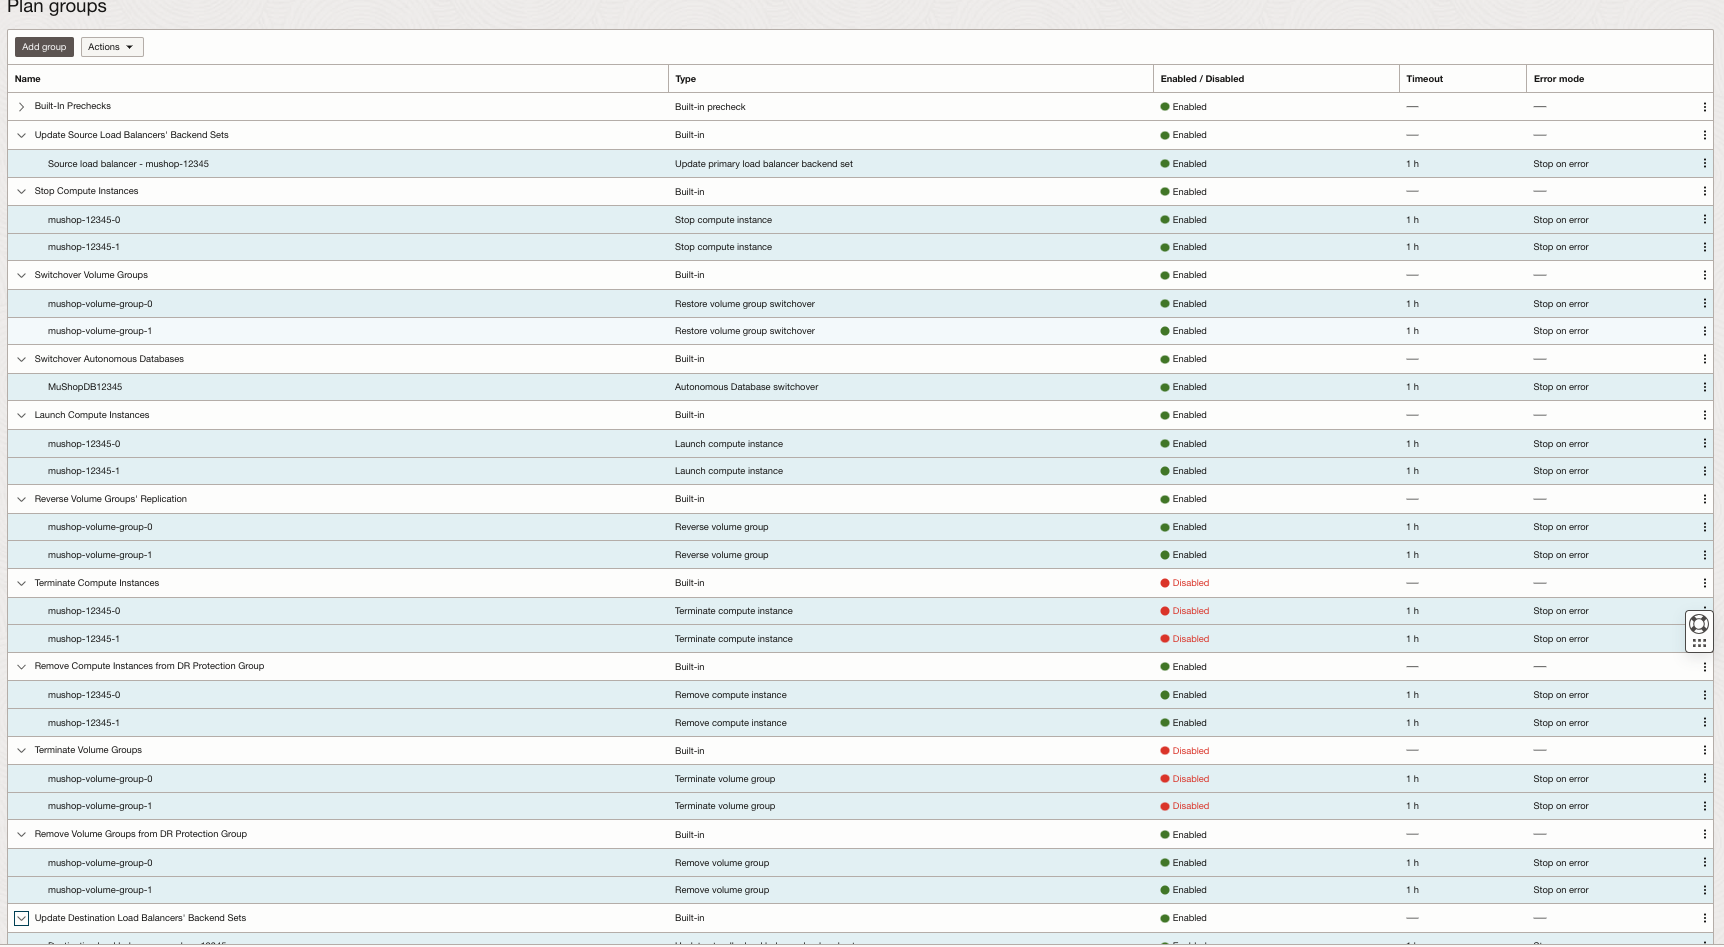 Plan groups
Add group Actions
Name Type Enabled / Disabled Timeout Error mode
Built-In Prechecks Built-in precheck Enabled — —
Update Source Load Balancers' Backend Sets Built-in Enabled — —
Source load balancer - mushop-12345 Update primary load balancer backend set Enabled 1 h Stop on error
Stop Compute Instances Built-in Enabled — —
mushop-12345-0 Stop compute instance Enabled 1 h Stop on error
mushop-12345-1 Stop compute instance Enabled 1 h Stop on error
Switchover Volume Groups Built-in Enabled — —
mushop-volume-group-0 Restore volume group switchover Enabled 1 h Stop on error
mushop-volume-group-1 Restore volume group switchover Enabled 1 h Stop on error
Switchover Autonomous Databases Built-in Enabled — —
MuShopDB12345 Autonomous Database switchover Enabled 1 h Stop on error
Launch Compute Instances Built-in Enabled — —
mushop-12345-0 Launch compute instance Enabled 1 h Stop on error
mushop-12345-1 Launch compute instance Enabled 1 h Stop on error
Reverse Volume Groups' Replication Built-in Enabled — —
mushop-volume-group-0 Reverse volume group Enabled 1 h Stop on error
mushop-volume-group-1 Reverse volume group Enabled 1 h Stop on error
Terminate Compute Instances Built-in Disabled — —
mushop-12345-0 Terminate compute instance Disabled 1 h Stop on error
mushop-12345-1 Terminate compute instance Disabled 1 h Stop on error
Remove Compute Instances from DR Protection Group Built-in Enabled — —
mushop-12345-0 Remove compute instance Enabled 1 h Stop on error
mushop-12345-1 Remove compute instance Enabled 1 h Stop on error
Terminate Volume Groups Built-in Disabled — —
mushop-volume-group-0 Terminate volume group Disabled 1 h Stop on error
mushop-volume-group-1 Terminate volume group Disabled 1 h Stop on error
Remove Volume Groups from DR Protection Group Built-in Enabled — —
mushop-volume-group-0 Remove volume group Enabled 1 h Stop on error
mushop-volume-group-1 Remove volume group Enabled 1 h Stop on error
Update Destination Load Balancers' Backend Sets Built-in Enabled — —